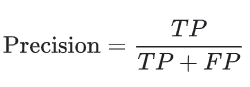 Precision = TP / (TP + FP)